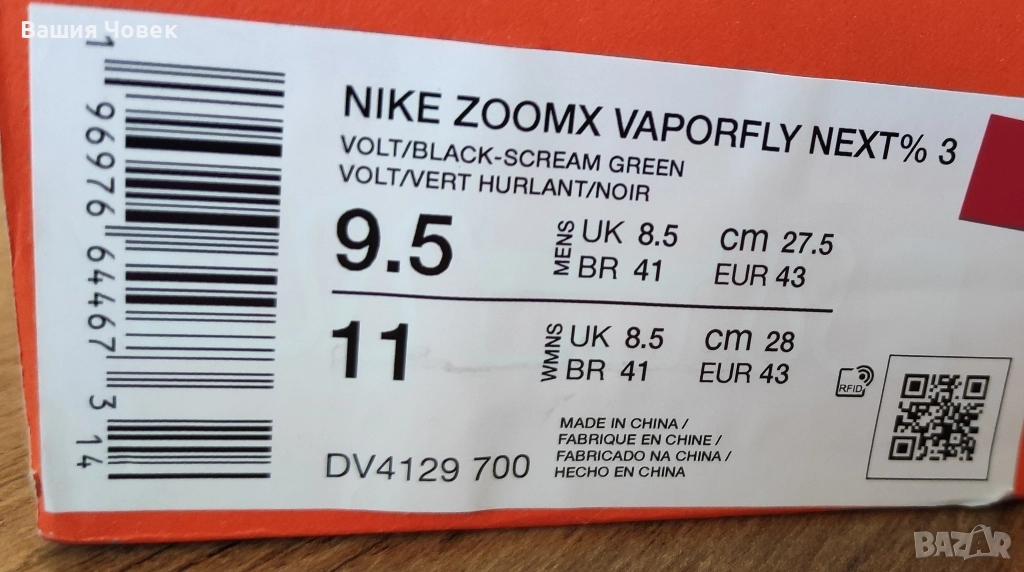 Вашия Човек
NIKE ZOOMX VAPORFLY NEXT% 3
VOLT/BLACK-SCREAM GREEN
VOLT/VERT HURLANT/NOIR
9.5
MENS
UK 8.5 cm 27.5
BR 41 EUR 43
11
WMNS
UK 8.5 cm 28
BR 41 EUR 43
RFID
MADE IN CHINA /
FABRIQUE EN CHINE /
FABRICADO NA CHINA /
HECHO EN CHINA
DV4129 700
1 96976 64467 3 14
BAZAR